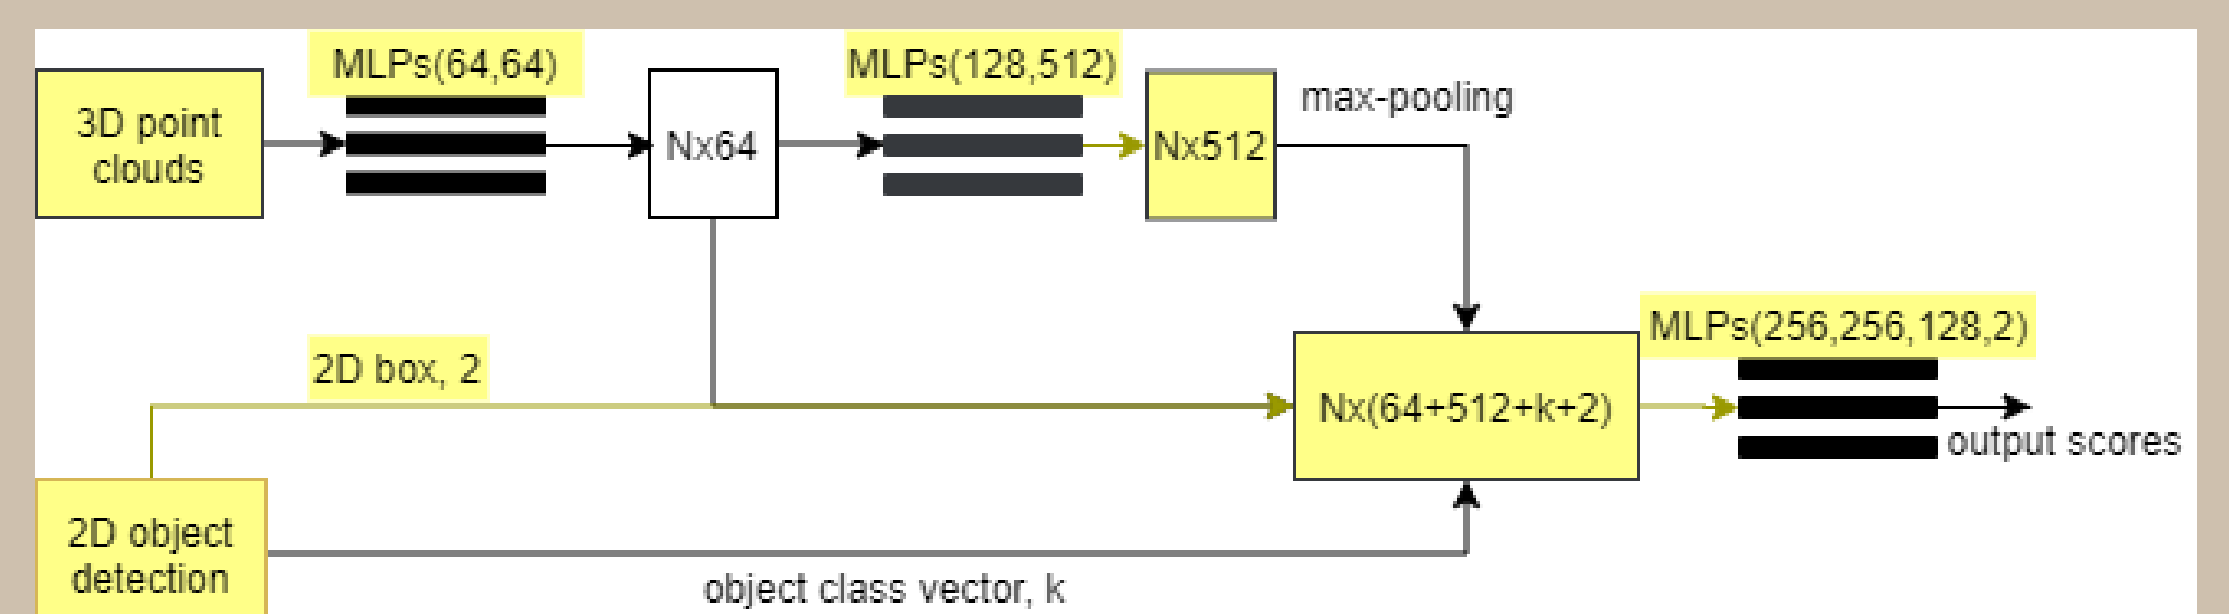 MLPs(64,64)
MLPs(128,512)
3D point
clouds
Nx64
Nx512
max-pooling
2D box, 2
MLPs(256,256,128,2)
Nx(64+512+k+2)
output scores
2D object
detection
object class vector, k